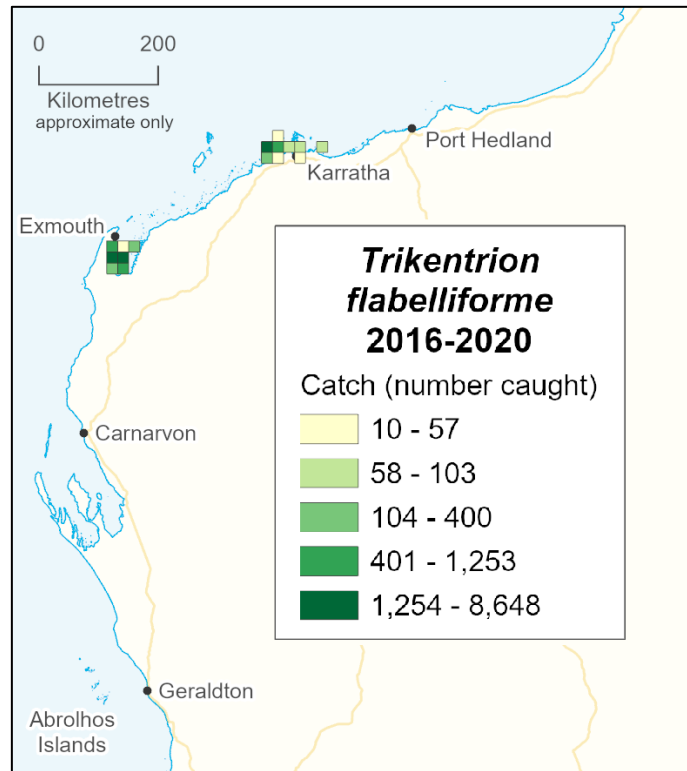 0 200
Kilometres
approximate only
Port Hedland
Karratha
Exmouth
Trikentrion
flabelliforme
2016-2020
Catch (number caught)
10 - 57
58 - 103
104 - 400
401 - 1,253
1,254 - 8,648
Carnarvon
Geraldton
Abrolhos
Islands